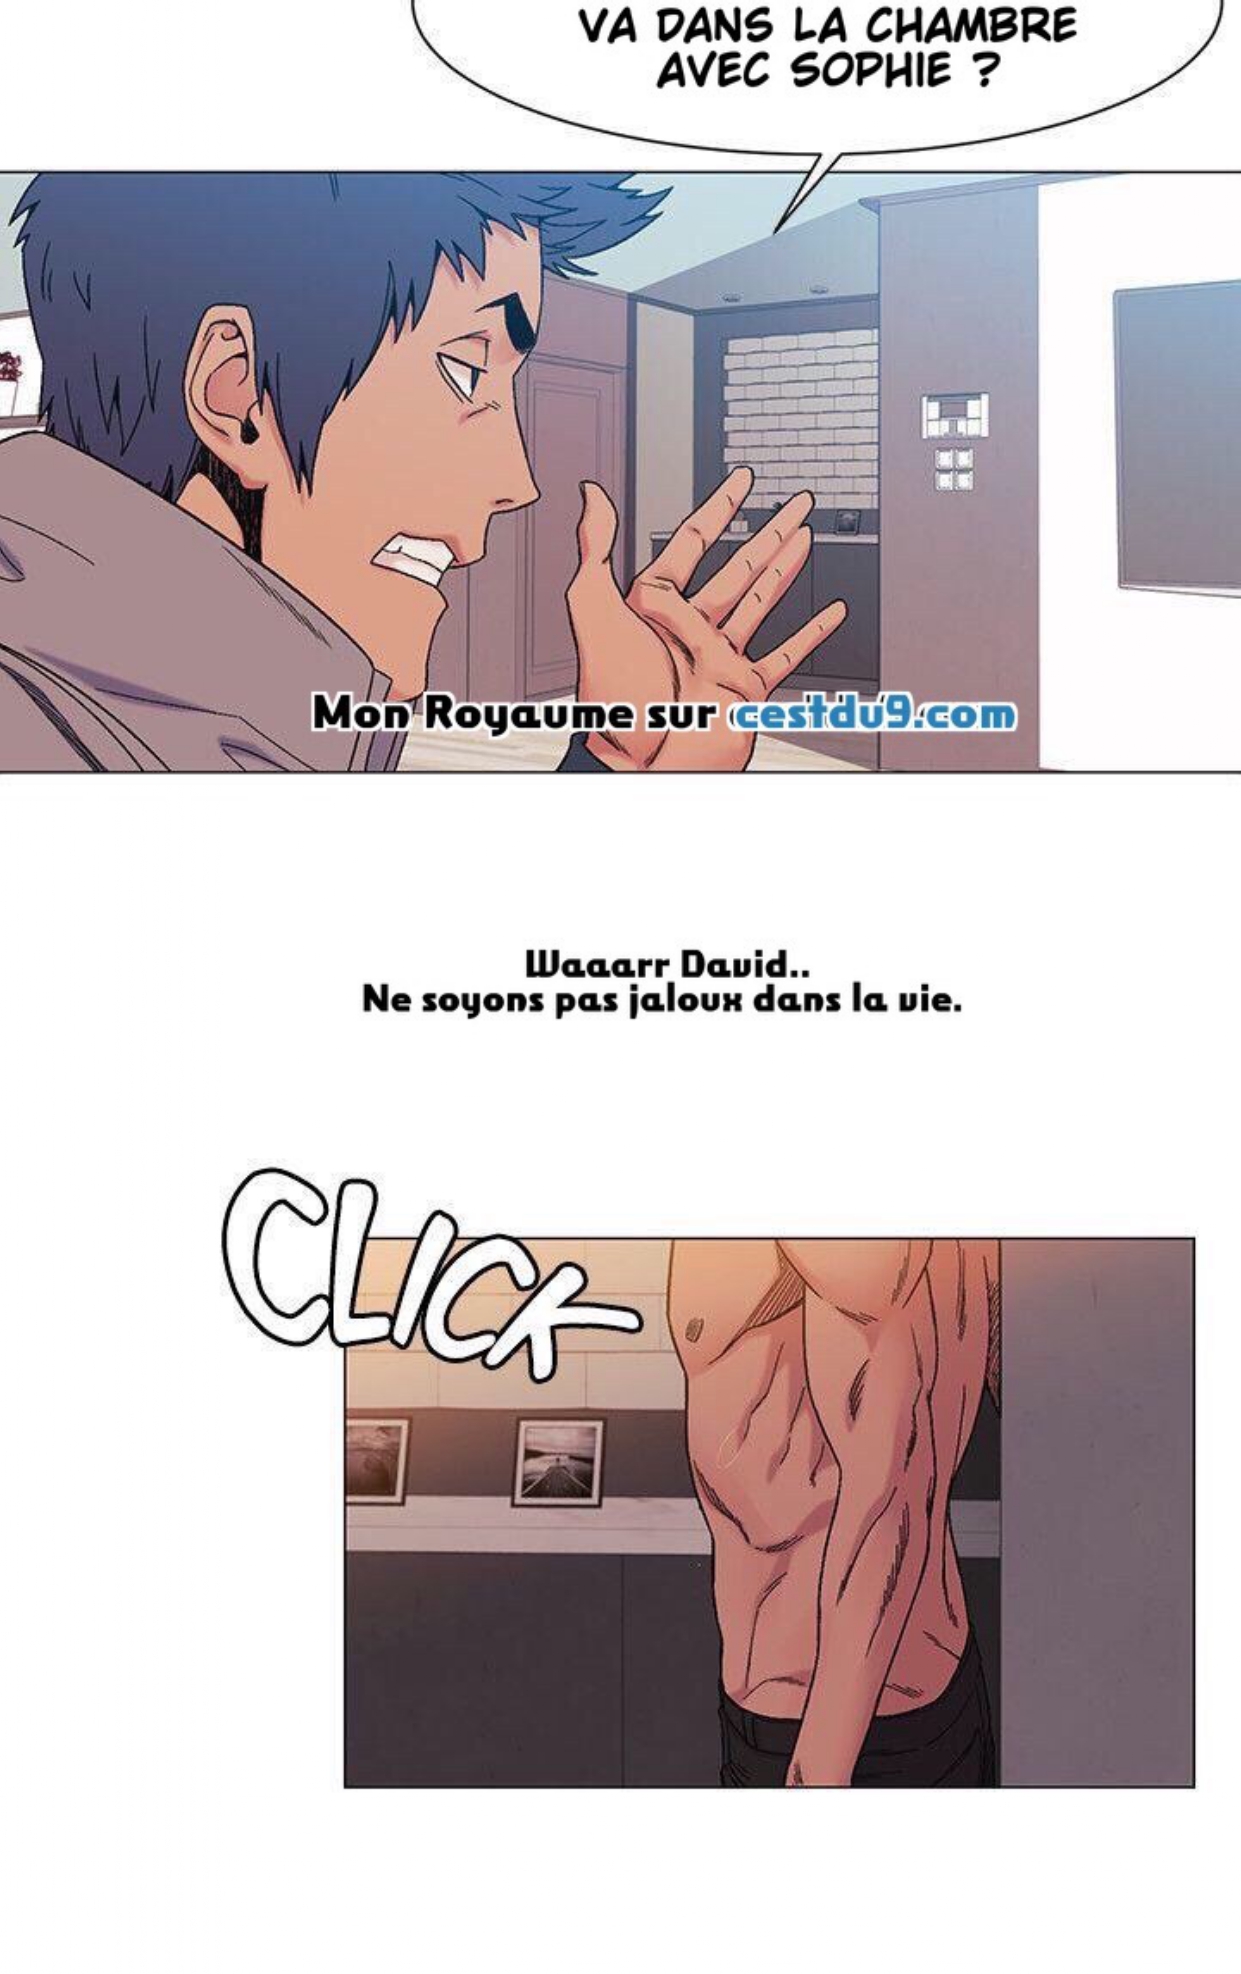 VA DANS LA CHAMBRE
AVEC SOPHIE ?
Mon Royaume sur cestdu9.com
Waaarr David..
Ne soyons pas jaloux dans la vie.
CLICK